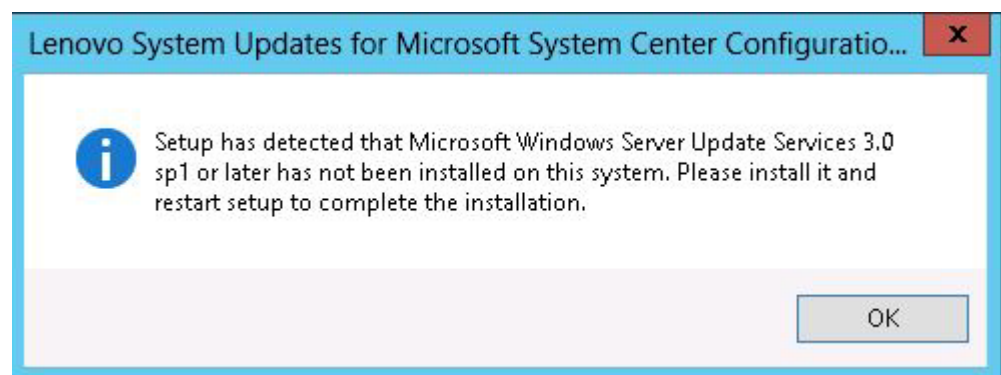 Lenovo System Updates for Microsoft System Center Configuratio...
x
Setup has detected that Microsoft Windows Server Update Services 3.0
sp1 or later has not been installed on this system. Please install it and
restart setup to complete the installation.
OK